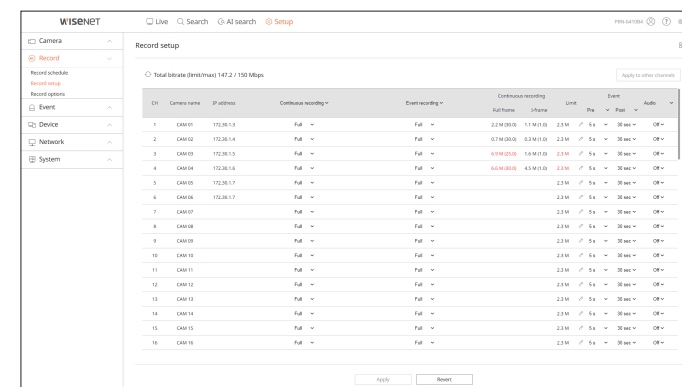 WISENET
Live Search AI search Setup
PRN-6410B4
Camera
Record
Record schedule
Record setup
Record options
Event
Device
Network
System
Record setup
Total bitrate (limit/max) 147.2 / 150 Mbps
Apply to other channels
CH Camera name IP address Continuous recording Event recording Continuous recording Limit Event Audio
Full frame I-frame Pre Post
1 CAM 01 172.30.1.3 Full Full 2.2 M (30.0) 1.1 M (1.0) 2.3 M 5 s 30 sec Off
2 CAM 02 172.30.1.4 Full Full 0.7 M (30.0) 0.3 M (1.0) 2.3 M 5 s 30 sec Off
3 CAM 03 172.30.1.5 Full Full 6.9 M (25.0) 1.6 M (1.0) 2.3 M 5 s 30 sec Off
4 CAM 04 172.30.1.6 Full Full 6.6 M (30.0) 4.5 M (1.0) 2.3 M 5 s 30 sec Off
5 CAM 05 172.30.1.7 Full Full 2.3 M 5 s 30 sec Off
6 CAM 06 172.30.1.7 Full Full 2.3 M 5 s 30 sec Off
7 CAM 07 Full Full 2.3 M 5 s 30 sec Off
8 CAM 08 Full Full 2.3 M 5 s 30 sec Off
9 CAM 09 Full Full 2.3 M 5 s 30 sec Off
10 CAM 10 Full Full 2.3 M 5 s 30 sec Off
11 CAM 11 Full Full 2.3 M 5 s 30 sec Off
12 CAM 12 Full Full 2.3 M 5 s 30 sec Off
13 CAM 13 Full Full 2.3 M 5 s 30 sec Off
14 CAM 14 Full Full 2.3 M 5 s 30 sec Off
15 CAM 15 Full Full 2.3 M 5 s 30 sec Off
16 CAM 16 Full Full 2.3 M 5 s 30 sec Off
Apply Revert